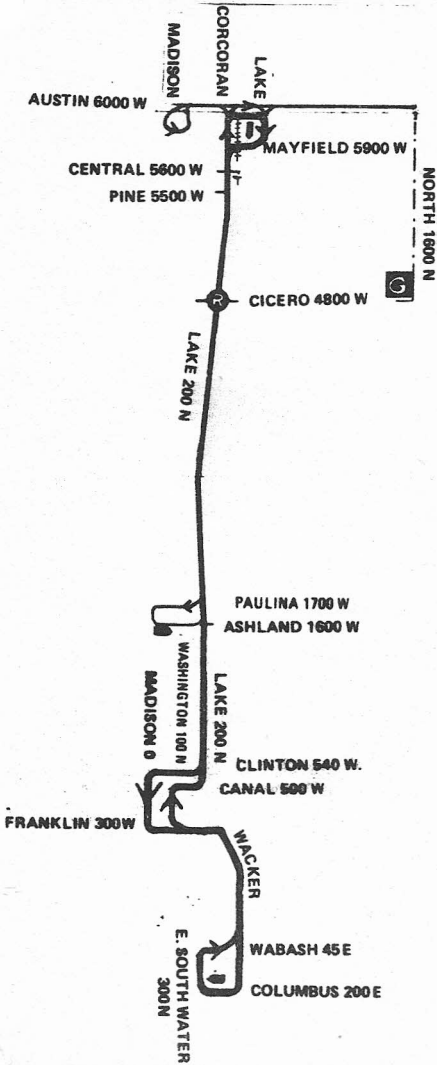 MADISON
CORCORAN
LAKE
AUSTIN 6000 W
MAYFIELD 5900 W
NORTH 1600 N
CENTRAL 5600 W
PINE 5500 W
G
R
CICERO 4800 W
LAKE 200 N
PAULINA 1700 W
ASHLAND 1600 W
WASHINGTON 100 N
MADISON 0
LAKE 200 N
CLINTON 540 W.
CANAL 500 W
FRANKLIN 300W
WACKER
WABASH 45 E
COLUMBUS 200 E
E. SOUTH WATER
300 N